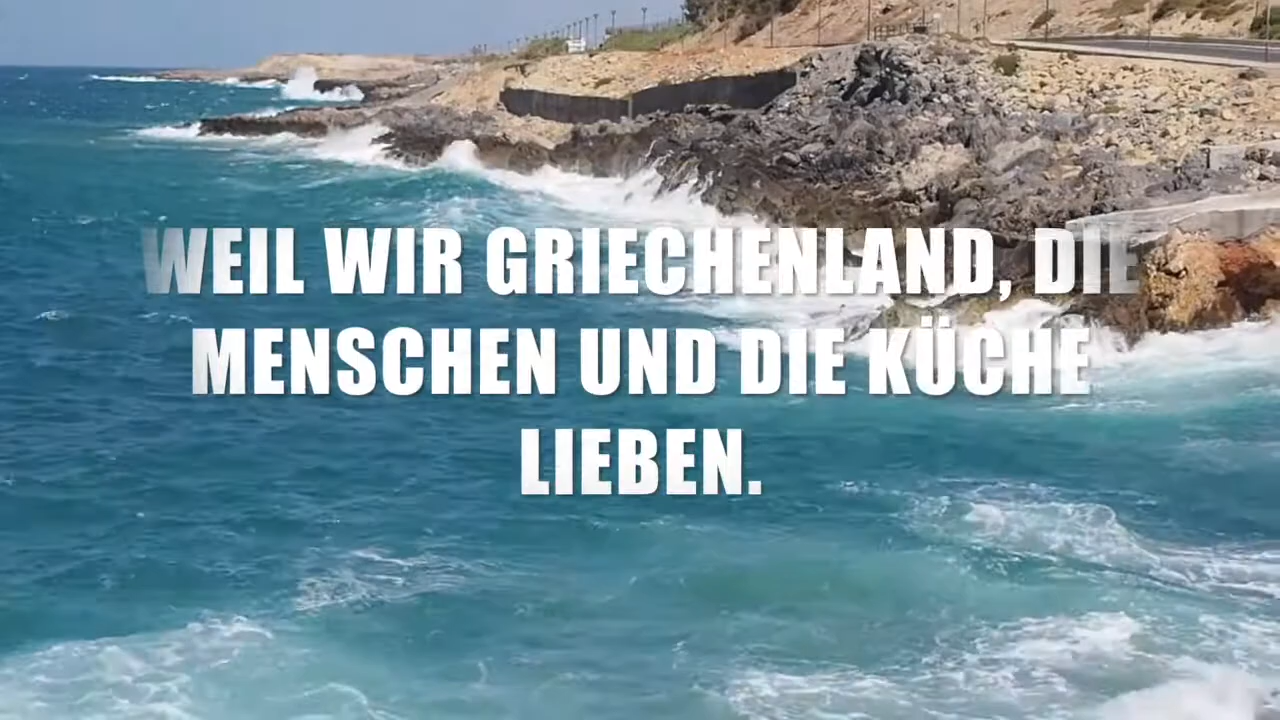 WEIL WIR GRIECHENLAND, DIE
MENSCHEN UND DIE KÜCHE
LIEBEN.